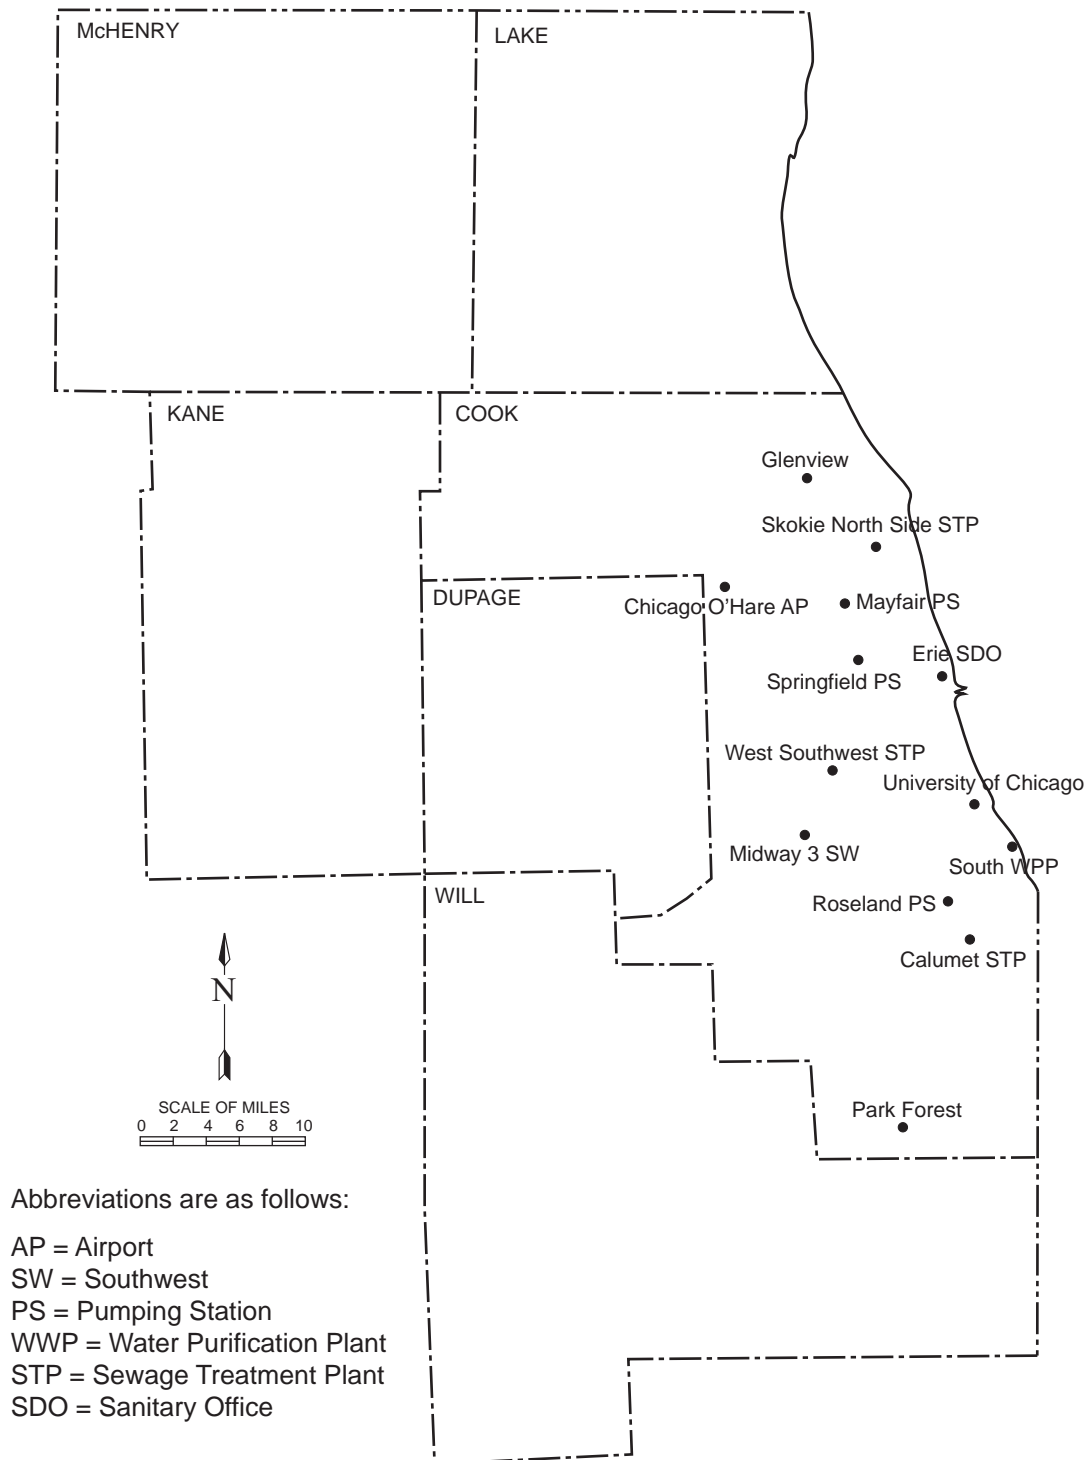 McHENRY
LAKE
KANE
COOK
Glenview
Skokie North Side STP
DUPAGE
Chicago O'Hare AP
Mayfair PS
Erie SDO
Springfield PS
West Southwest STP
University of Chicago
Midway 3 SW
South WPP
WILL
Roseland PS
Calumet STP
N
SCALE OF MILES
0 2 4 6 8 10
Park Forest
Abbreviations are as follows:
AP = Airport
SW = Southwest
PS = Pumping Station
WWP = Water Purification Plant
STP = Sewage Treatment Plant
SDO = Sanitary Office